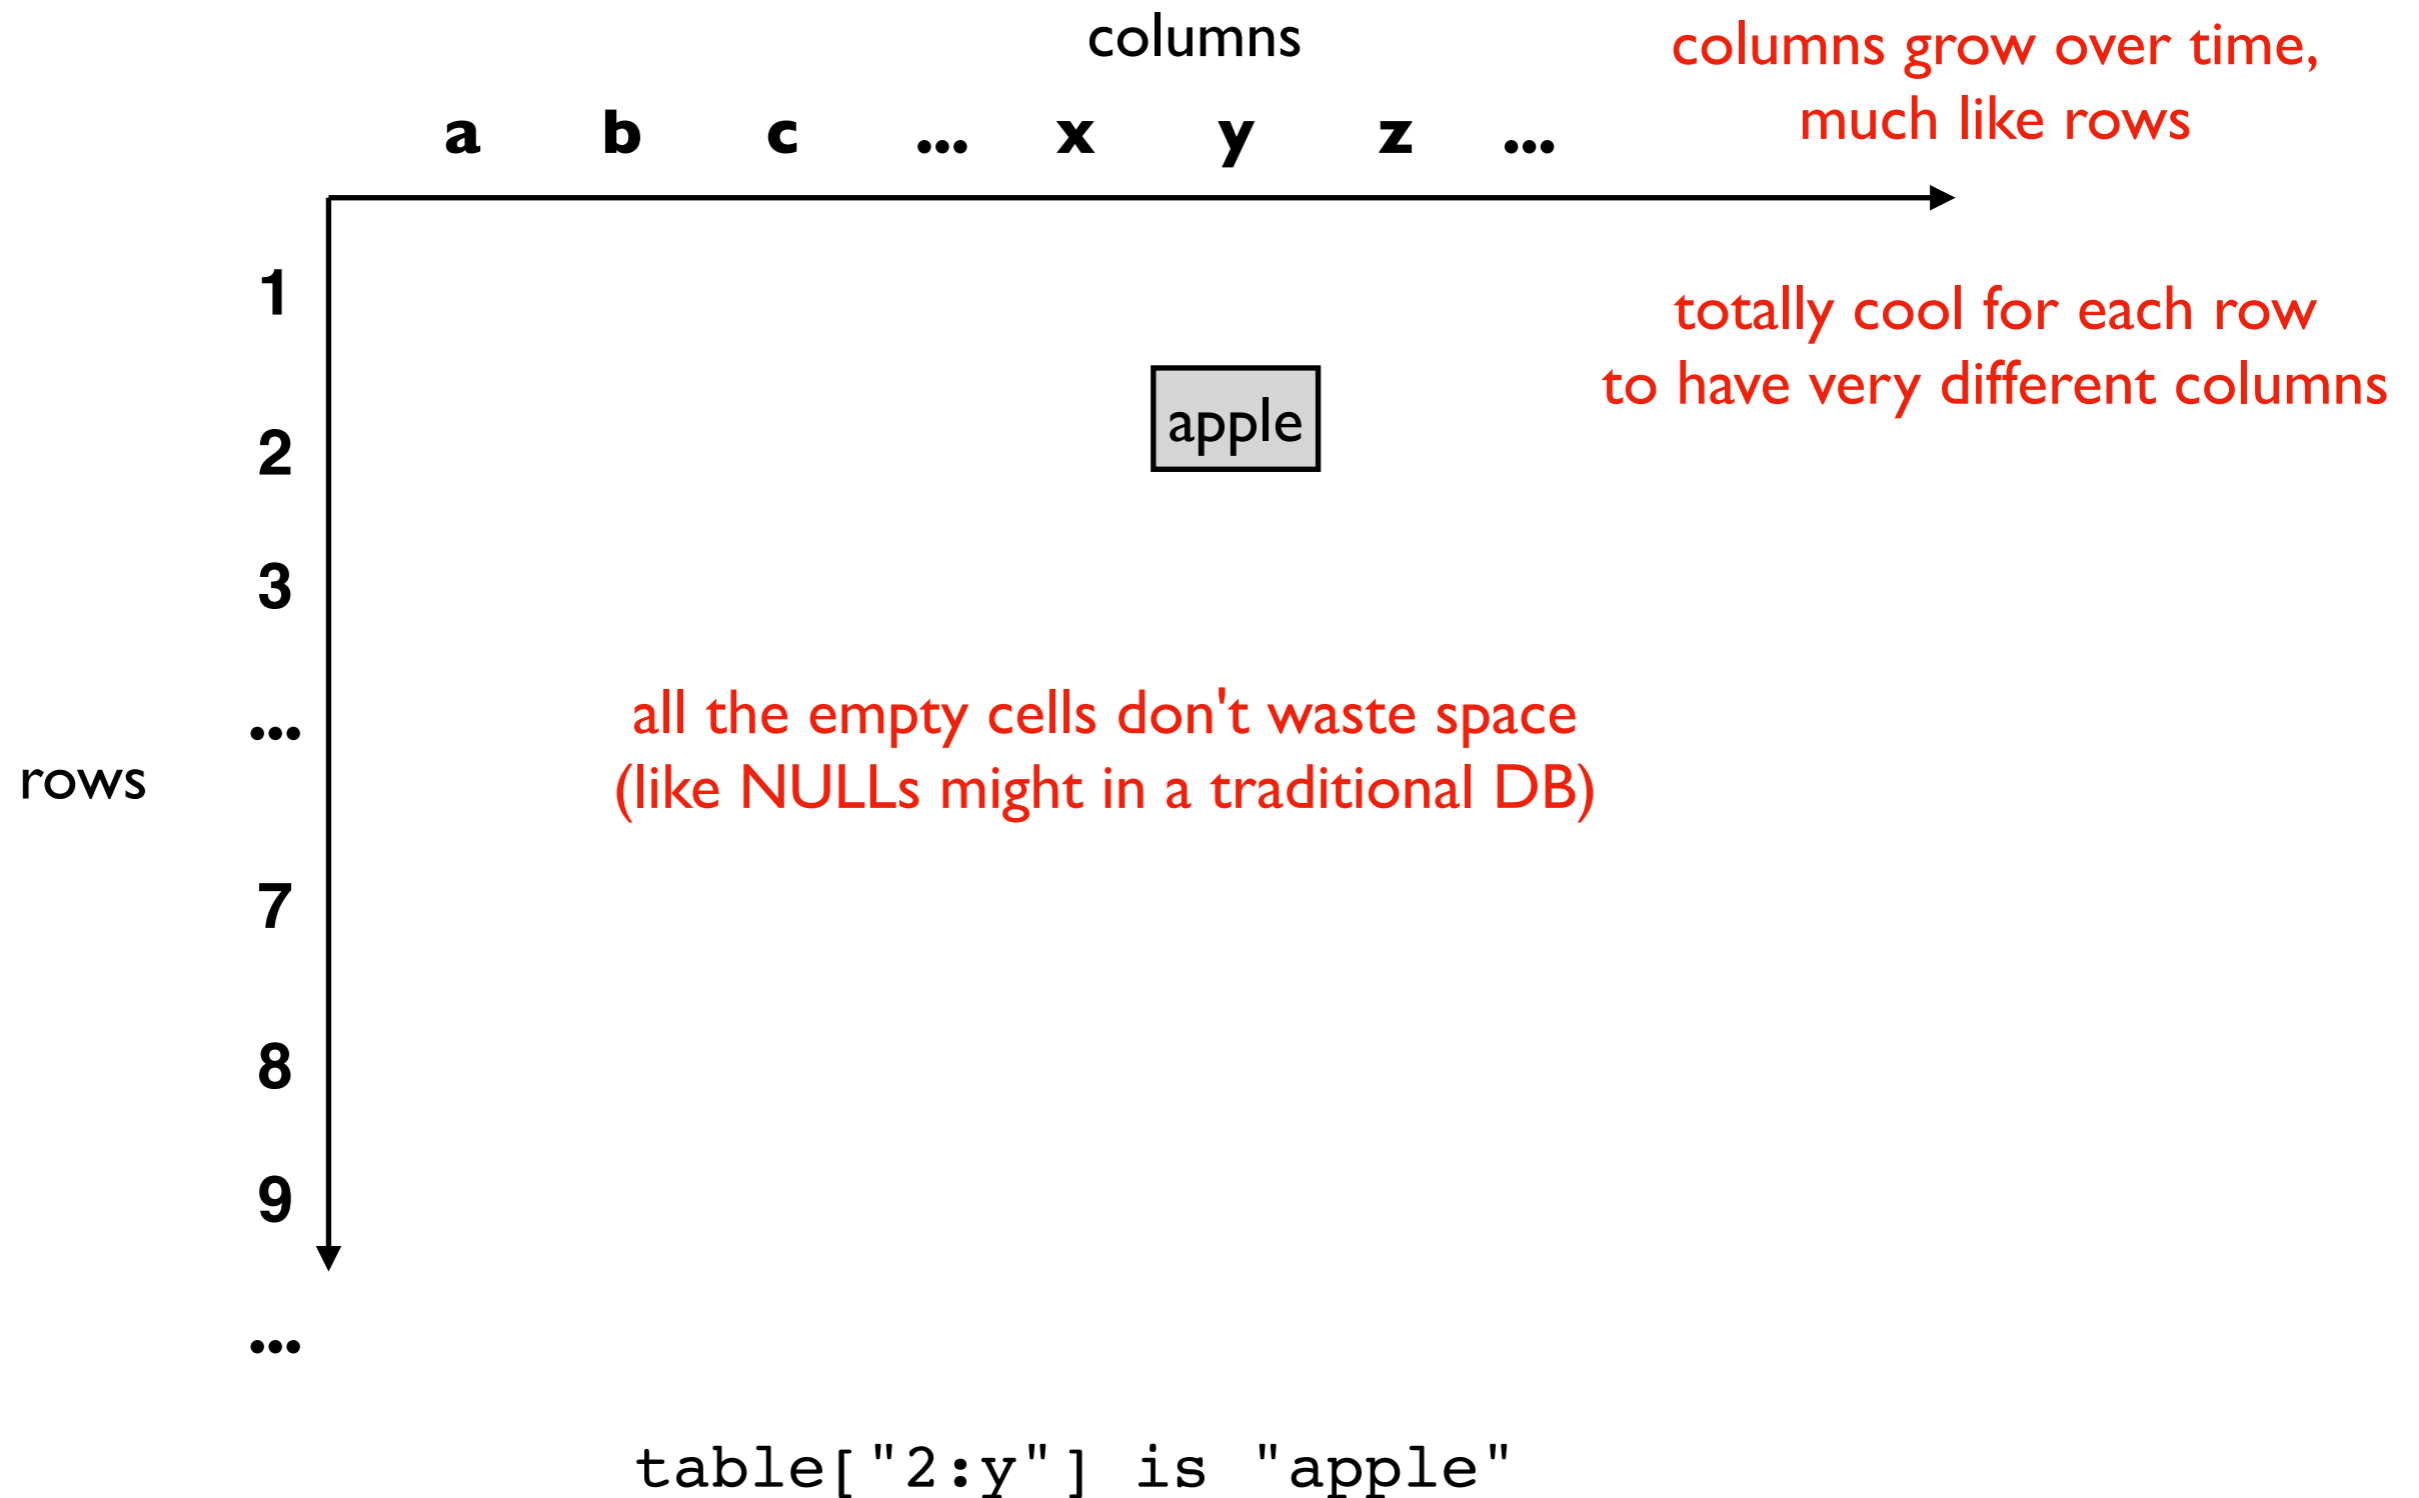 columns
columns grow over time,
much like rows
a b c ... x y z ...
1
totally cool for each row
to have very different columns
apple
2
3
all the empty cells don't waste space
(like NULLs might in a traditional DB)
...
rows
7
8
9
...
table["2:y"] is "apple"